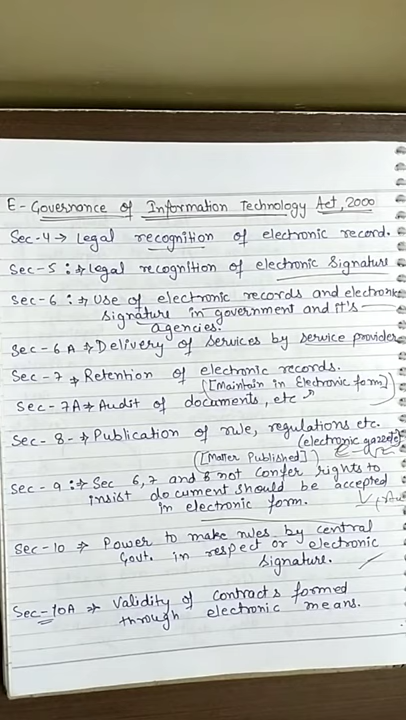 E-Governance of Information Technology Act, 2000
Sec-4→ Legal recognition of electronic record.
Sec-5:⇒ Legal recognition of electronic Signature
Sec-6:⇒ Use of electronic records and electronic
signature in government and it's
agencies.
Sec-6A⇒ Delivery of services by service provider
Sec-7⇒ Retention of electronic records.
([Maintain in Electronic form])
Sec-7A⇒ Audit of documents, etc
Sec-8⇒ Publication of rule, regulations etc.
(electronic gazzete)
([Matter Published])
Sec-9:⇒ Sec 6,7 and 8 not confer rights to
insist document should be accepted
in electronic form.
Sec-10⇒ Power to make rules by central
Govt. in respect of electronic
signature.
Sec-10A⇒ Validity of contracts formed
through electronic means.